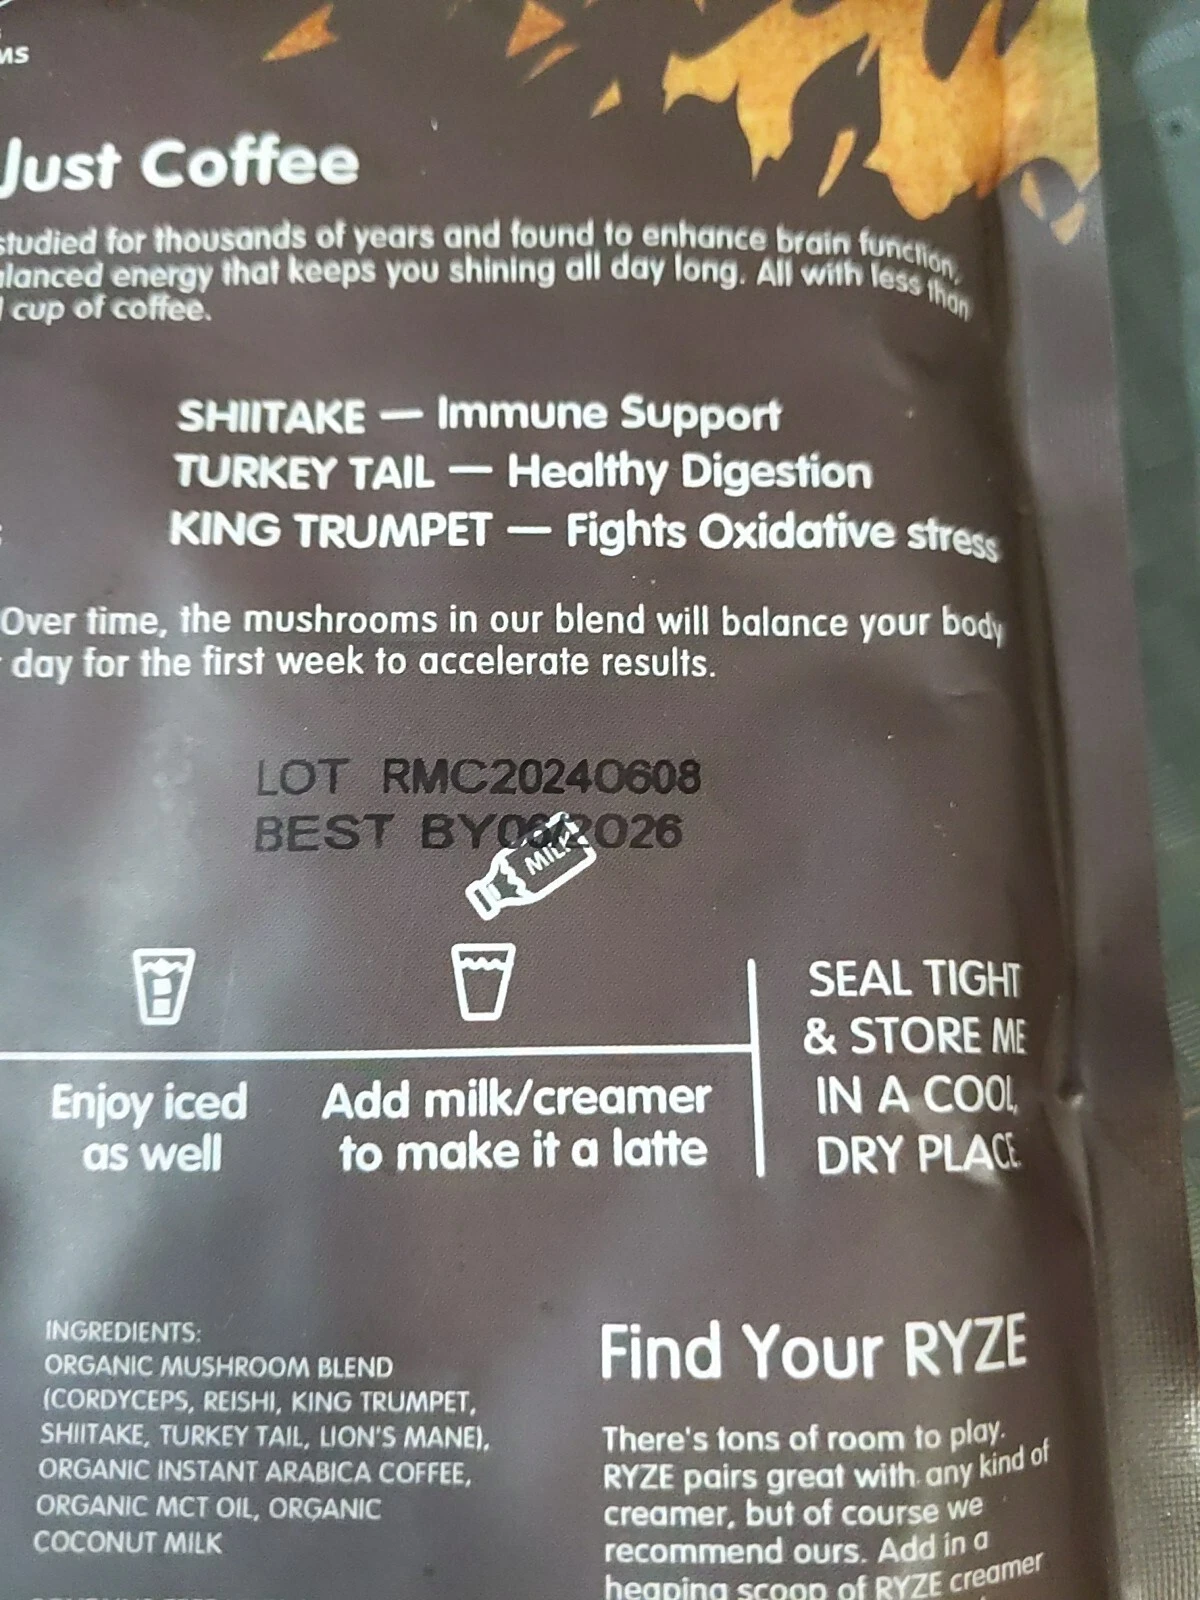 MS
Just Coffee
studied for thousands of years and found to enhance brain function,
alanced energy that keeps you shining all day long. All with less than
cup of coffee.
SHIITAKE — Immune Support
TURKEY TAIL — Healthy Digestion
KING TRUMPET — Fights Oxidative stress
Over time, the mushrooms in our blend will balance your body
day for the first week to accelerate results.
LOT RMC20240608
BEST BY06/2026
MILK
Enjoy iced
as well
Add milk/creamer
to make it a latte
SEAL TIGHT
& STORE ME
IN A COOL,
DRY PLACE
INGREDIENTS:
ORGANIC MUSHROOM BLEND
(CORDYCEPS, REISHI, KING TRUMPET,
SHIITAKE, TURKEY TAIL, LION'S MANE),
ORGANIC INSTANT ARABICA COFFEE,
ORGANIC MCT OIL, ORGANIC
COCONUT MILK
Find Your RYZE
There's tons of room to play.
RYZE pairs great with any kind of
creamer, but of course we
recommend ours. Add in a
heaping scoop of RYZE creamer